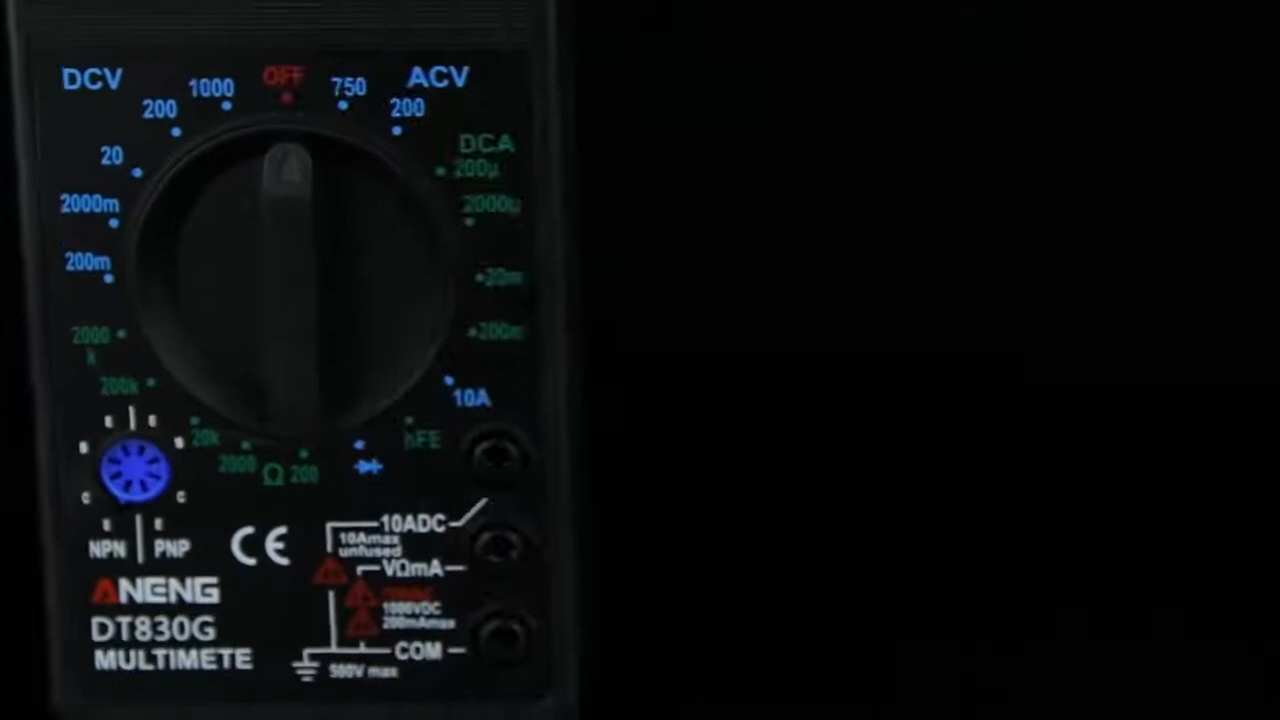 DCV
1000
OFF
750
ACV
200
200
20
DCA
200µ
2000m
2000µ
200m
20m
2000
k
200m
200k
10A
20k
2000
Ω
200
hFE
E
E
B
B
C
C
E
E
NPN
PNP
CE
10ADC
10Amax
unfused
VΩmA
1000VDC
200mAmax
COM
500V max
ANENG
DT830G
MULTIMETE